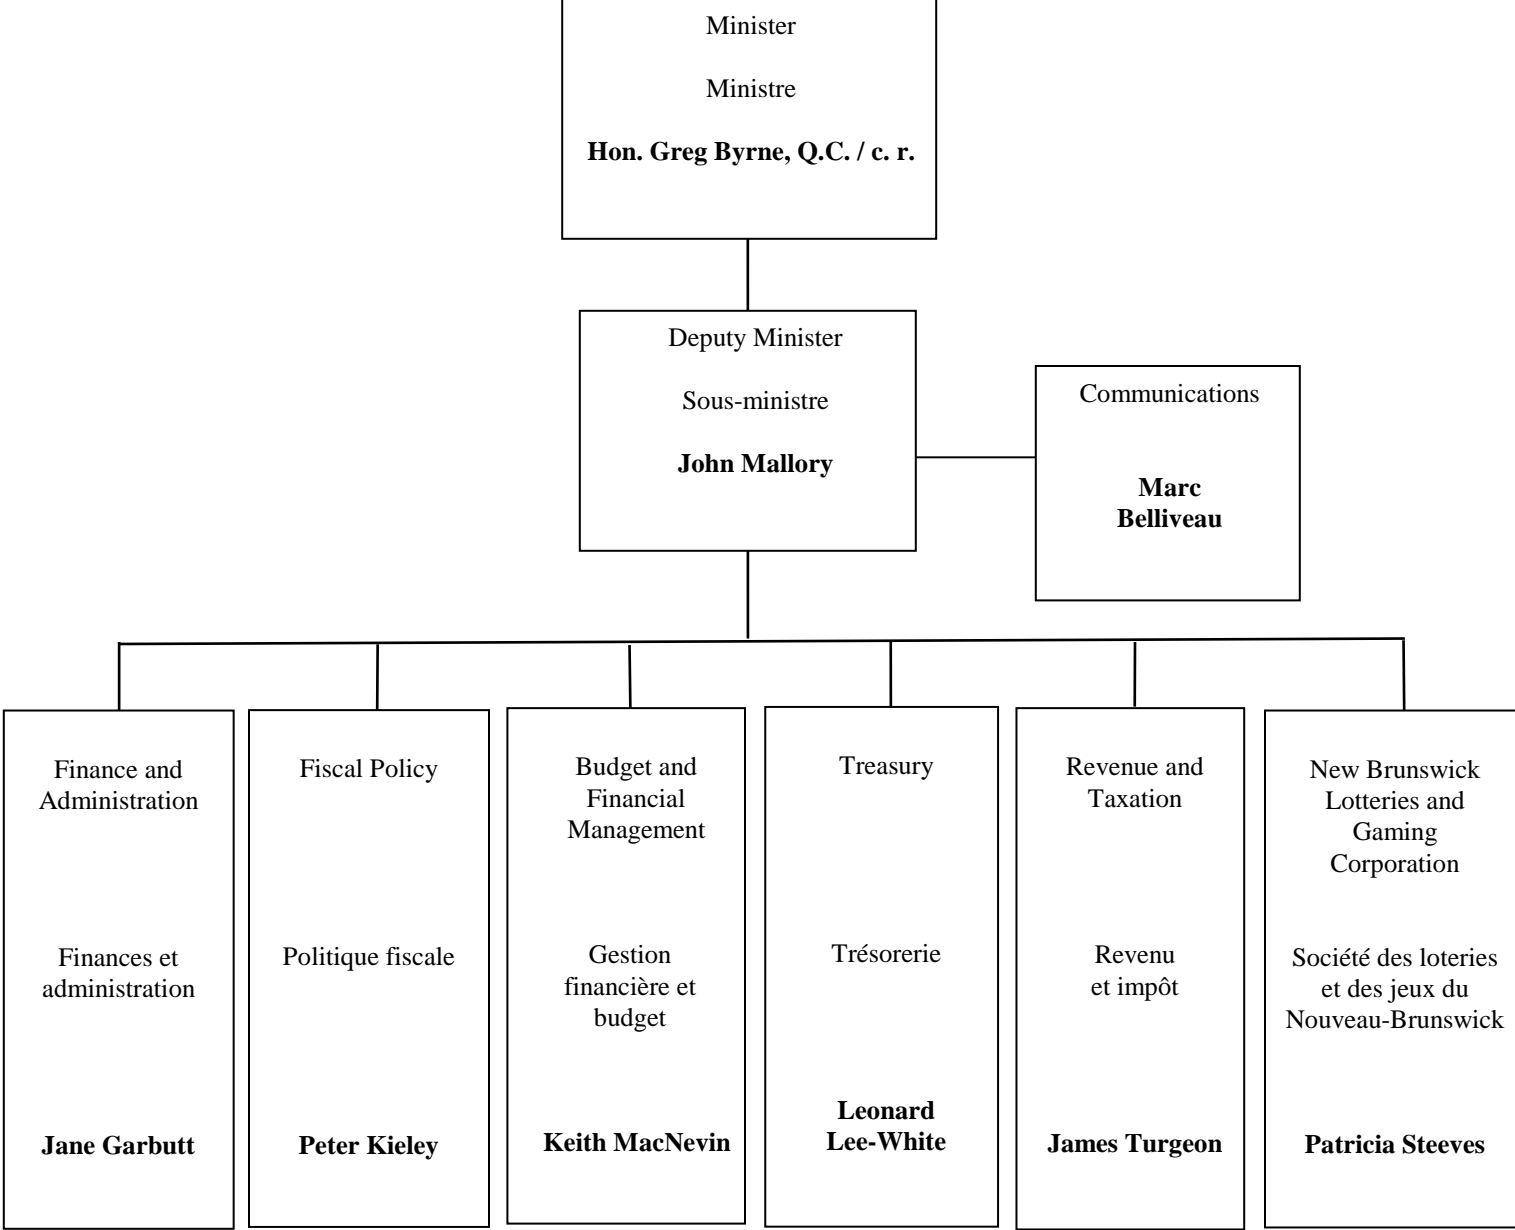 Minister
Ministre
Hon. Greg Byrne, Q.C. / c. r.
Deputy Minister
Sous-ministre
John Mallory
Communications
Marc
Belliveau
Finance and
Administration
Finances et
administration
Jane Garbutt
Fiscal Policy
Politique fiscale
Peter Kieley
Budget and
Financial
Management
Gestion
financière et
budget
Keith MacNevin
Treasury
Trésorerie
Leonard
Lee-White
Revenue and
Taxation
Revenu
et impôt
James Turgeon
New Brunswick
Lotteries and
Gaming
Corporation
Société des loteries
et des jeux du
Nouveau-Brunswick
Patricia Steeves